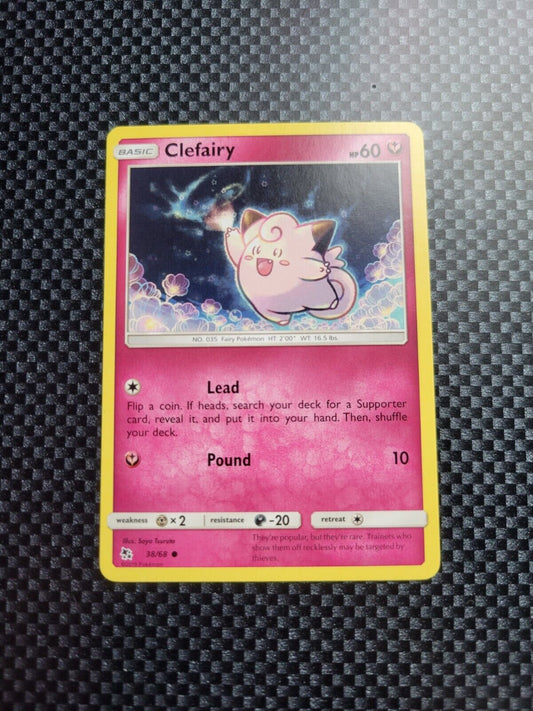 BASIC Clefairy HP60
NO. 035 Fairy Pokémon HT: 2'00" WT: 16.5 lbs.
Lead
Flip a coin. If heads, search your deck for a Supporter
card, reveal it, and put it into your hand. Then, shuffle
your deck.
Pound 10
weakness ×2 resistance -20 retreat
Illus. Saya Tsuruta
38/68
©2019 Pokémon
They're popular, but they're rare. Trainers who
show them off recklessly may be targeted by
thieves.